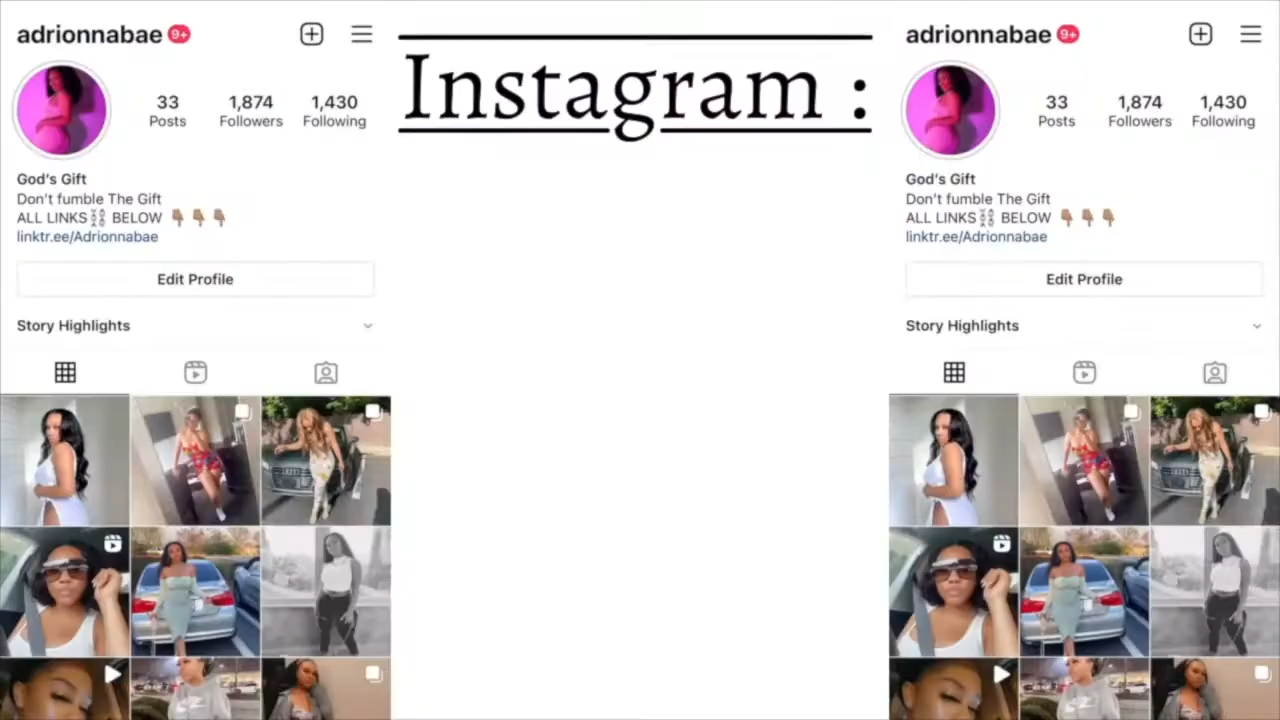 adrionnabae 9+
33 1,874 1,430
Posts Followers Following
God's Gift
Don't fumble The Gift
ALL LINKS⛓ BELOW 👇🏽👇🏽👇🏽
linktr.ee/Adrionnabae
Edit Profile
Story Highlights
Instagram :
adrionnabae 9+
33 1,874 1,430
Posts Followers Following
God's Gift
Don't fumble The Gift
ALL LINKS⛓ BELOW 👇🏽👇🏽👇🏽
linktr.ee/Adrionnabae
Edit Profile
Story Highlights